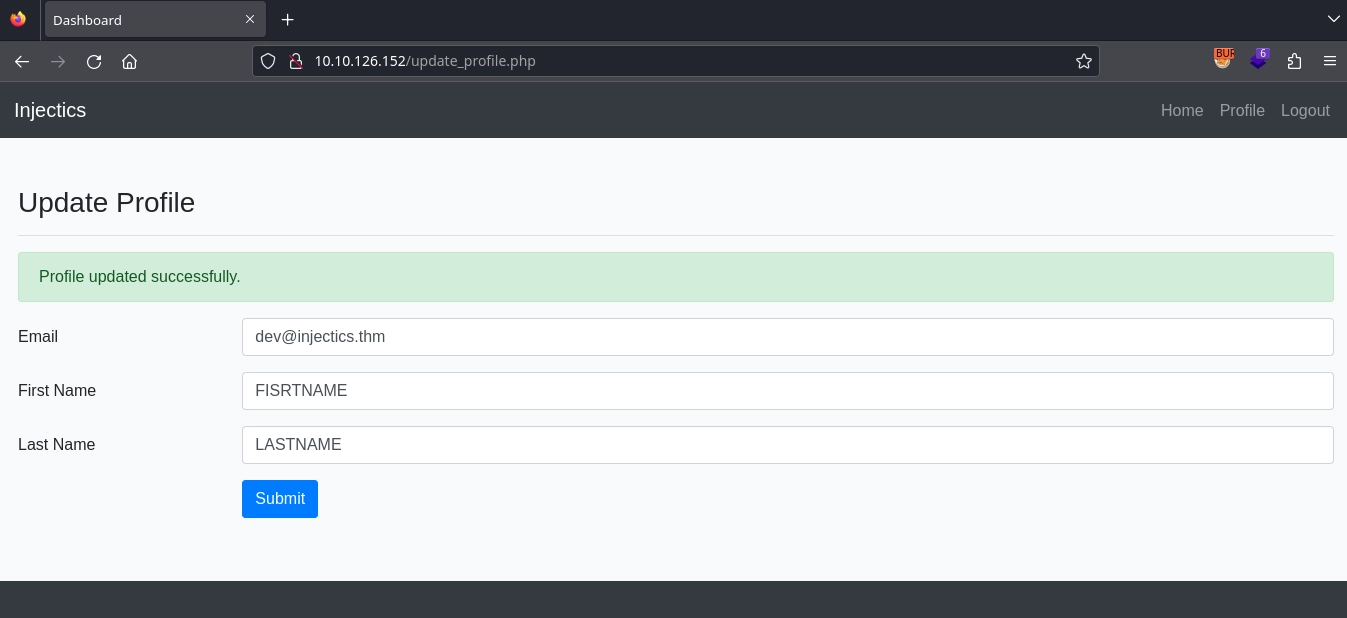 Dashboard
10.10.126.152/update_profile.php
BUR
6
Injectics Home Profile Logout
Update Profile
Profile updated successfully.
Email dev@injectics.thm
First Name FISRTNAME
Last Name LASTNAME
Submit